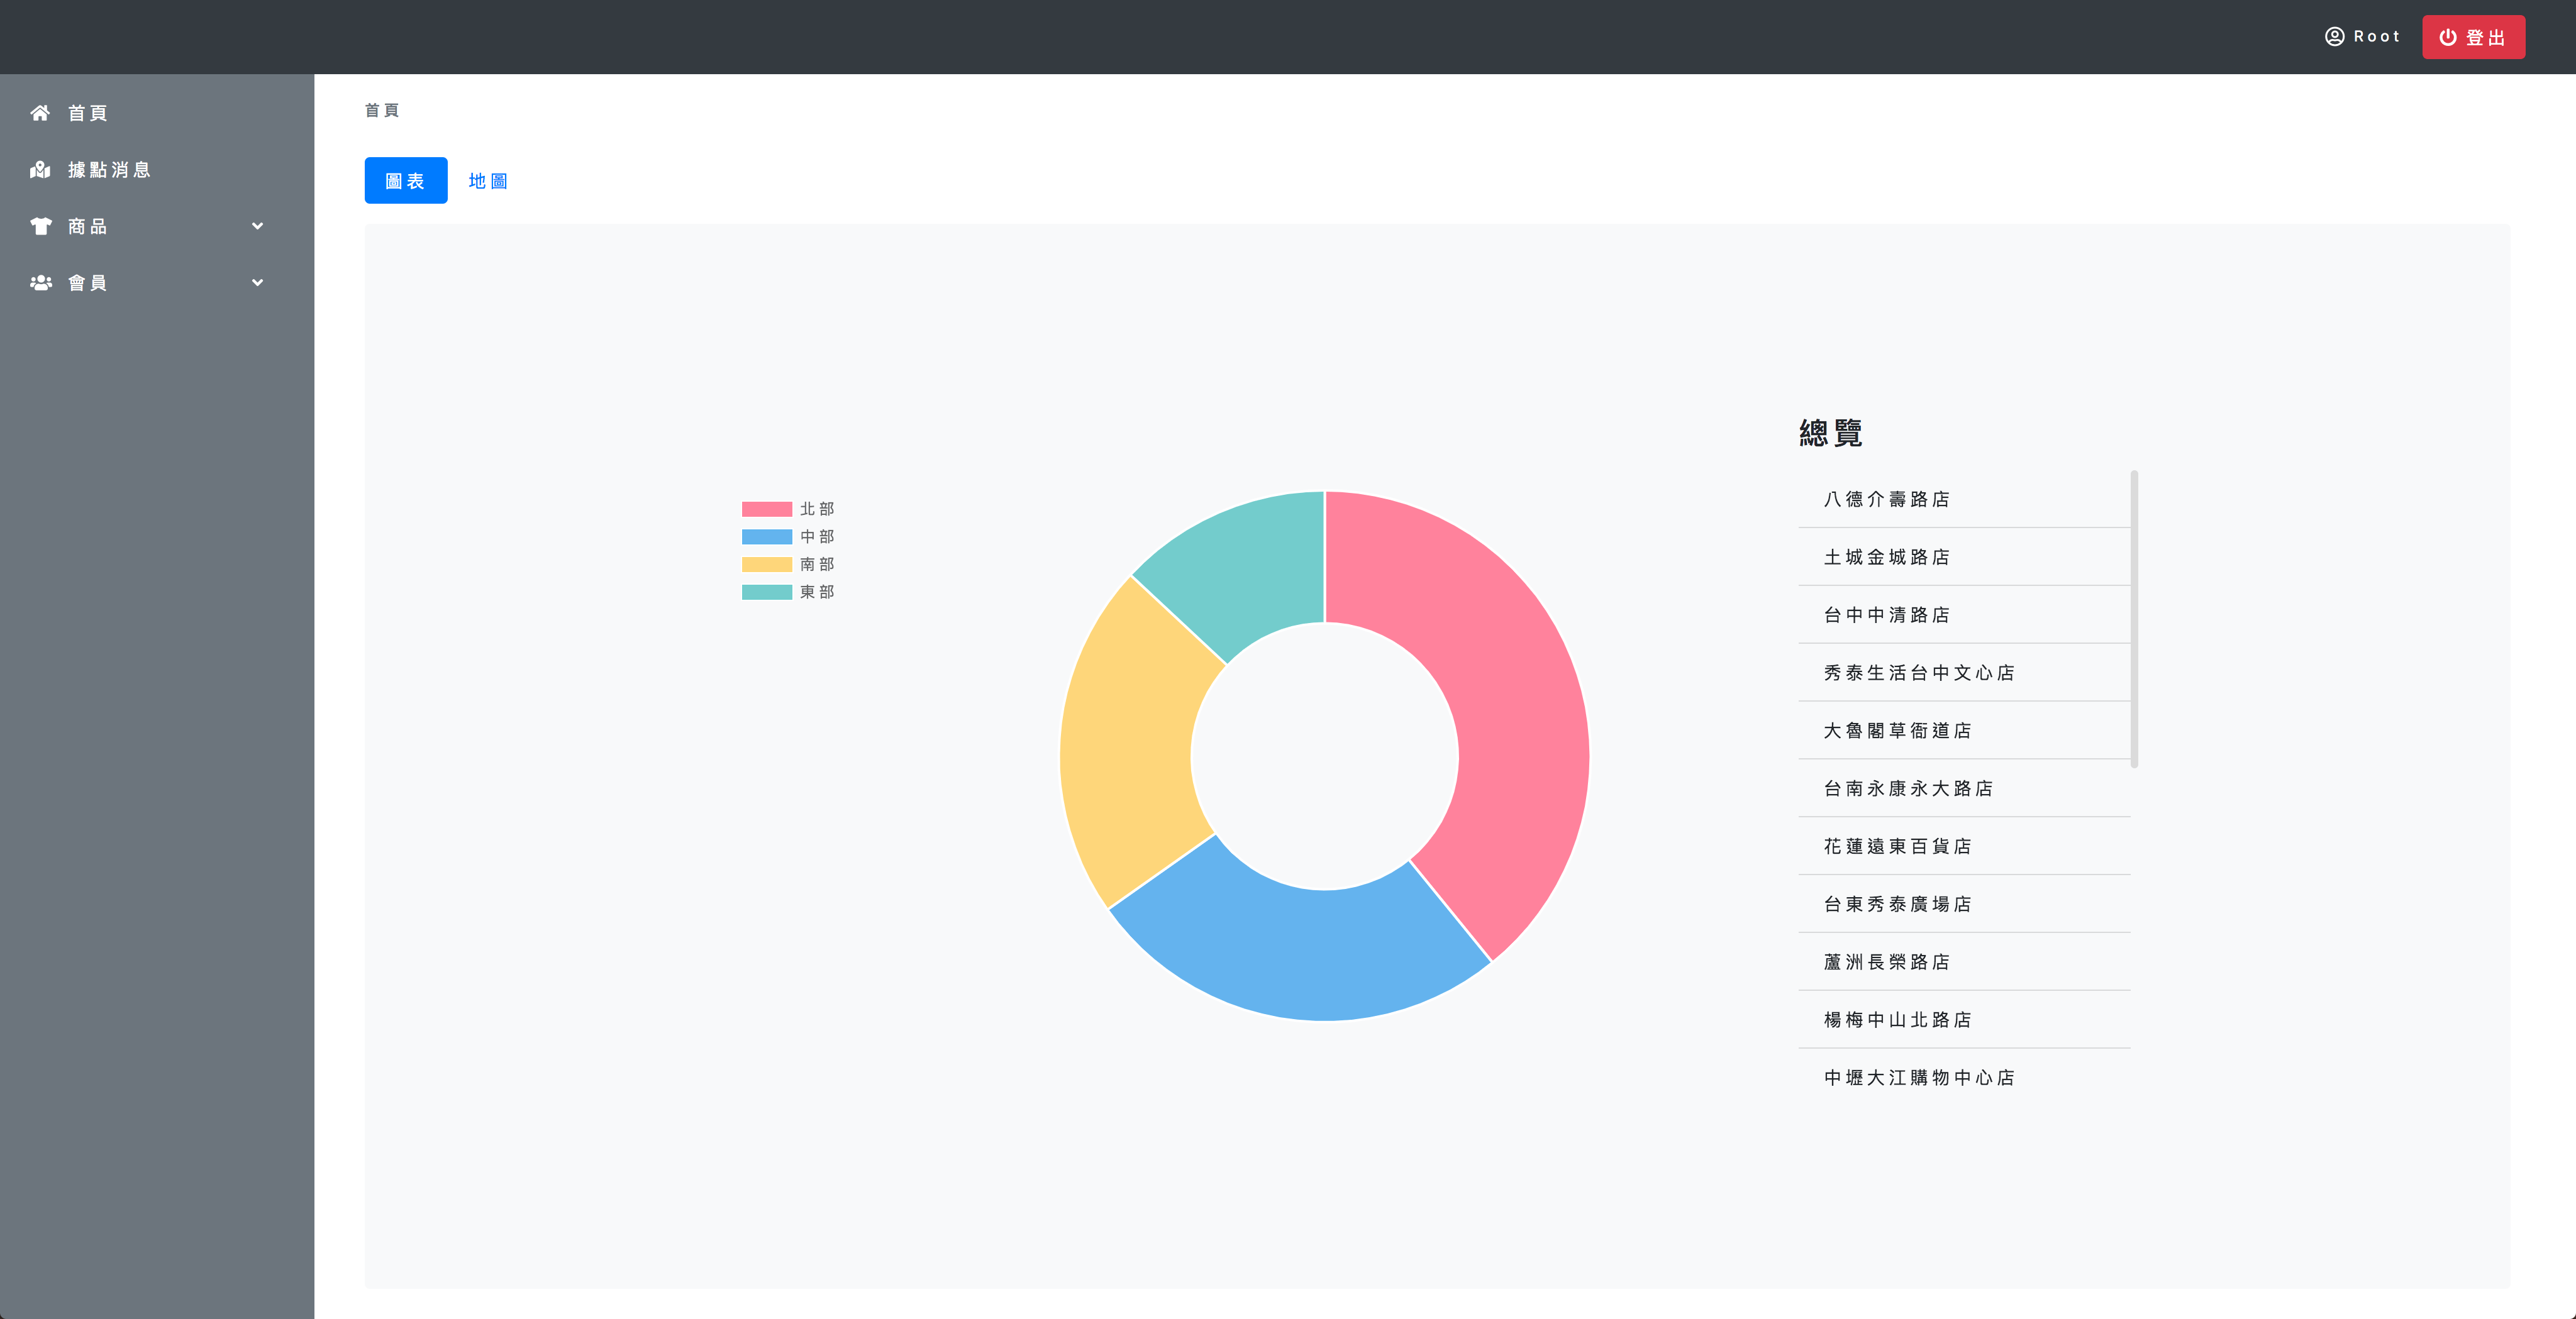 Root
登出
首頁
據點消息
商品
會員
首頁
圖表
地圖
北部
中部
南部
東部
總覽
八德介壽路店
土城金城路店
台中中清路店
秀泰生活台中文心店
大魯閣草衙道店
台南永康永大路店
花蓮遠東百貨店
台東秀泰廣場店
蘆洲長榮路店
楊梅中山北路店
中壢大江購物中心店